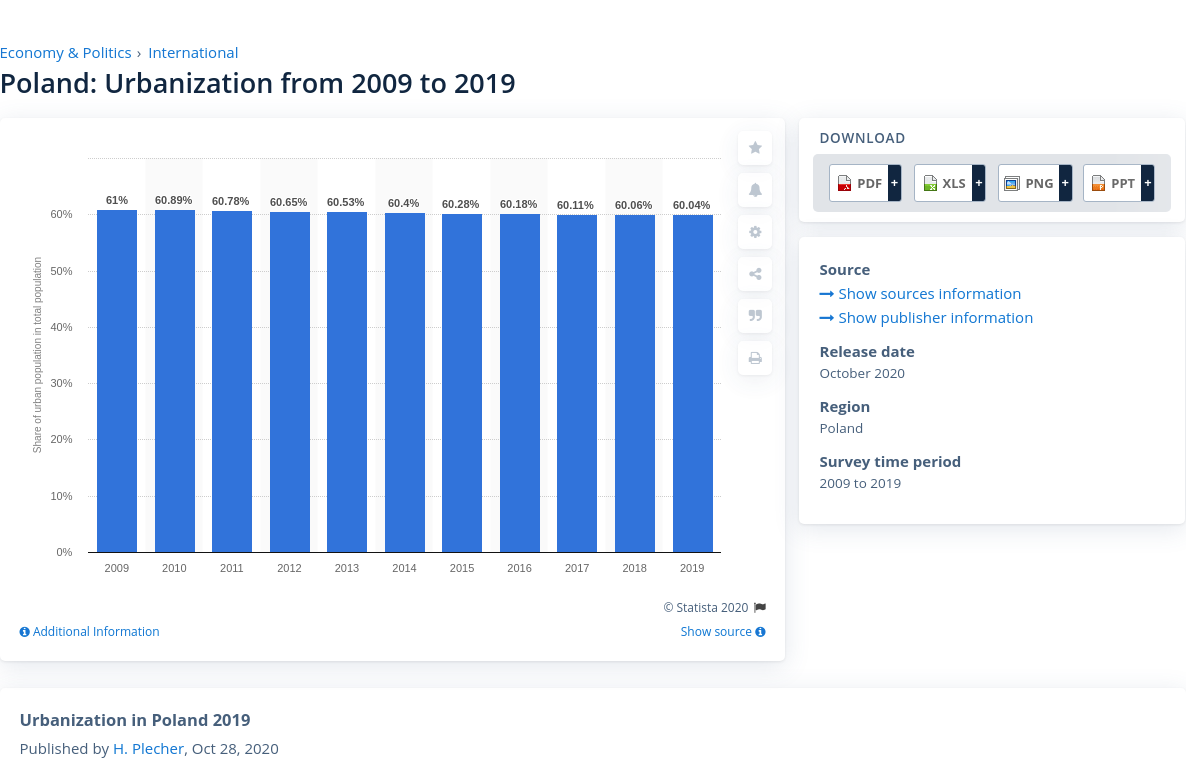 Economy & Politics › International
Poland: Urbanization from 2009 to 2019
Share of urban population in total population
61% 60.89% 60.78% 60.65% 60.53% 60.4% 60.28% 60.18% 60.11% 60.06% 60.04%
60%
50%
40%
30%
20%
10%
0%
2009 2010 2011 2012 2013 2014 2015 2016 2017 2018 2019
© Statista 2020
Additional Information Show source
DOWNLOAD
PDF + XLS + PNG + PPT +
Source
Show sources information
Show publisher information
Release date
October 2020
Region
Poland
Survey time period
2009 to 2019
Urbanization in Poland 2019
Published by H. Plecher, Oct 28, 2020